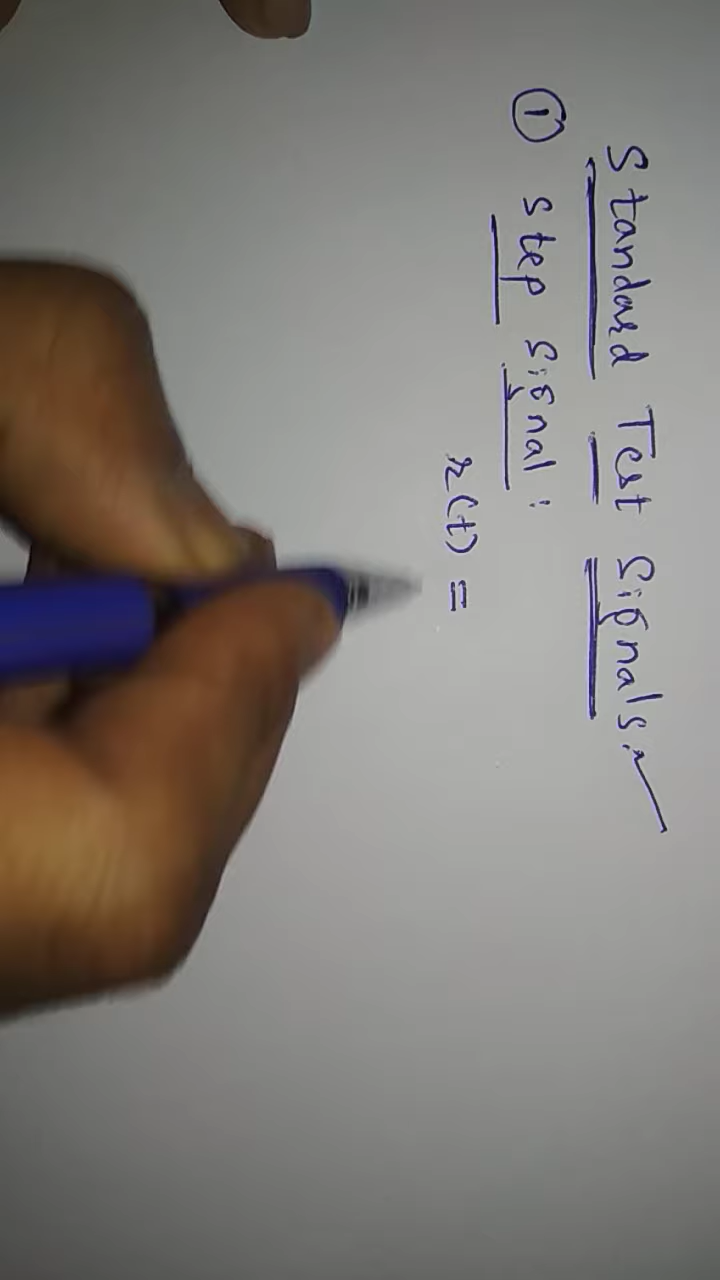 Standard Test Signals:
① Step Signal:
r(t) =